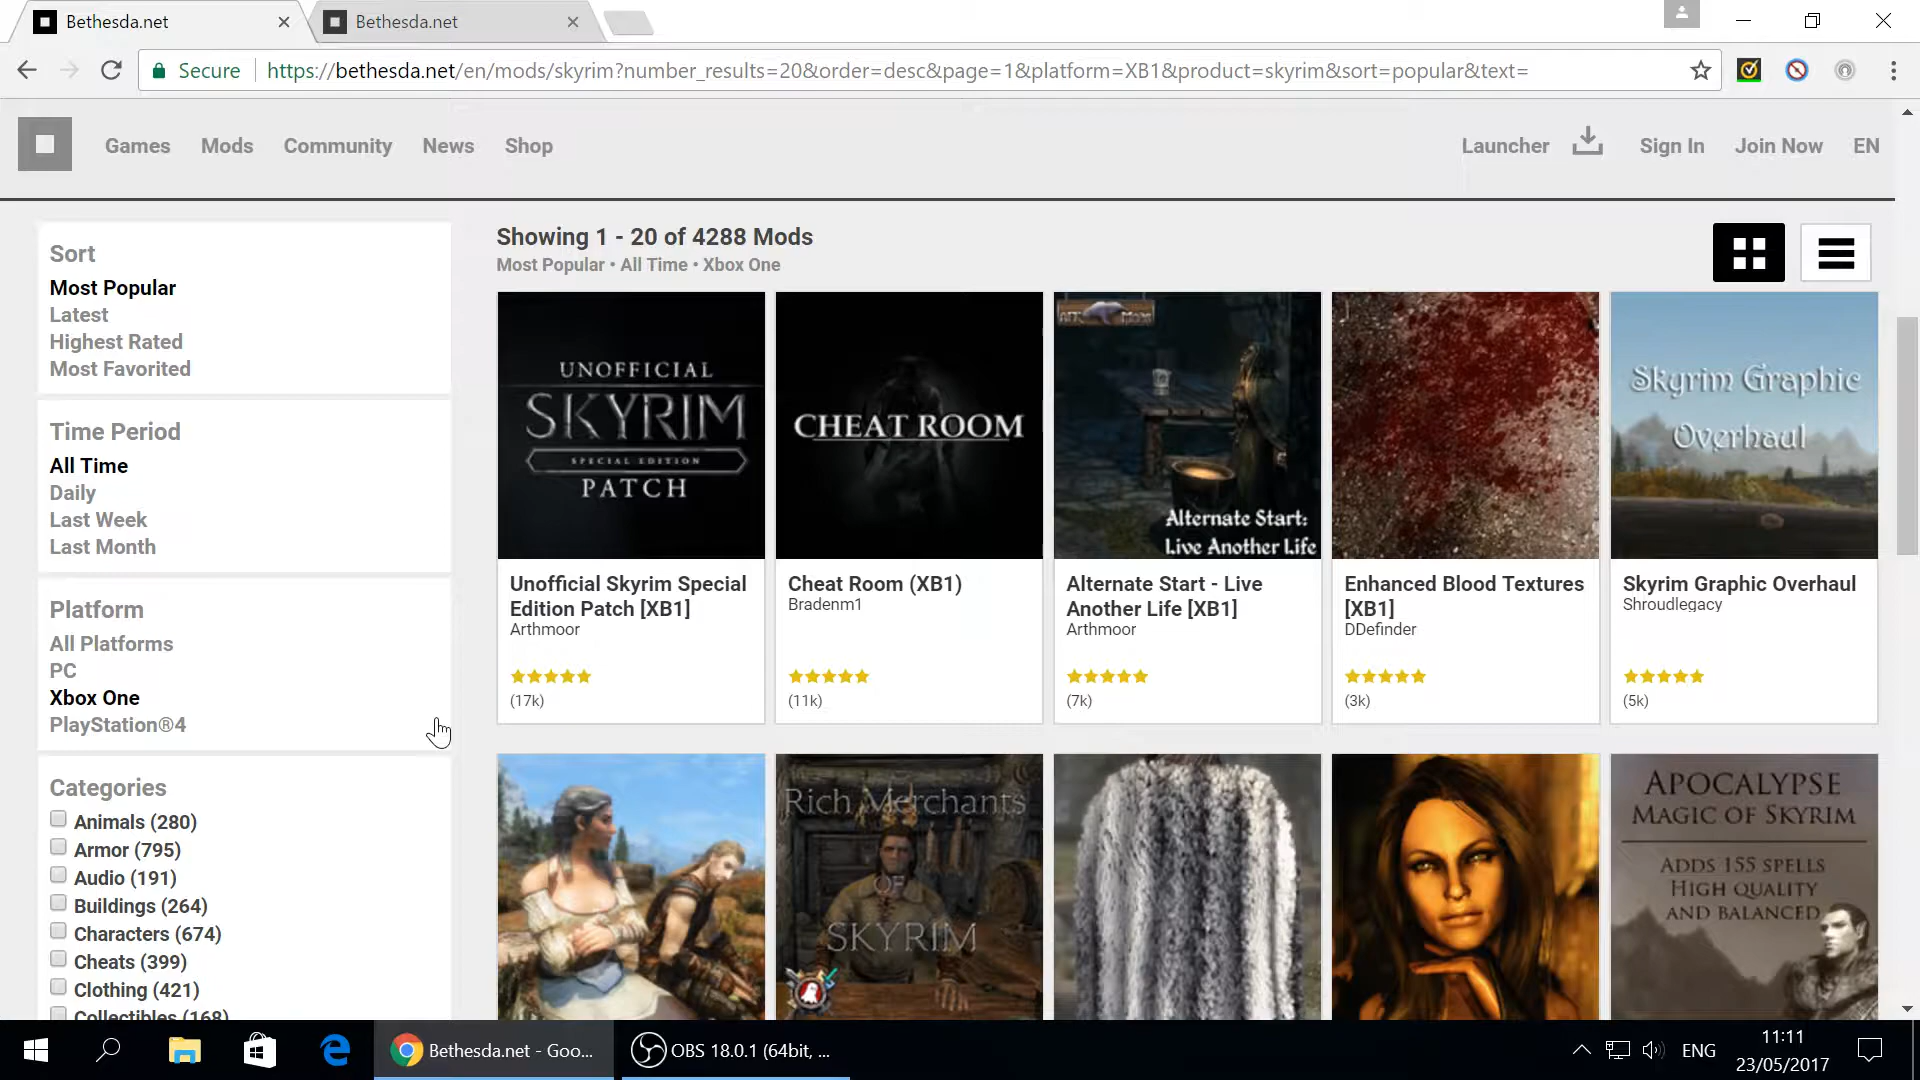 Bethesda.net
Bethesda.net
Secure https://bethesda.net/en/mods/skyrim?number_results=20&order=desc&page=1&platform=XB1&product=skyrim&sort=popular&text=
Games Mods Community News Shop Launcher Sign In Join Now EN
Sort
Most Popular
Latest
Highest Rated
Most Favorited
Time Period
All Time
Daily
Last Week
Last Month
Platform
All Platforms
PC
Xbox One
PlayStation®4
Categories
Animals (280)
Armor (795)
Audio (191)
Buildings (264)
Characters (674)
Cheats (399)
Clothing (421)
Collectibles (168)
Showing 1 - 20 of 4288 Mods
Most Popular • All Time • Xbox One
UNOFFICIAL
SKYRIM
SPECIAL EDITION
PATCH
Unofficial Skyrim Special
Edition Patch [XB1]
Arthmoor
(17k)
CHEAT ROOM
Cheat Room (XB1)
Bradenm1
(11k)
Alternate Start:
Live Another Life
Alternate Start - Live
Another Life [XB1]
Arthmoor
(7k)
Enhanced Blood Textures
[XB1]
DDefinder
(3k)
Skyrim Graphic
Overhaul
Skyrim Graphic Overhaul
Shroudlegacy
(5k)
Rich Merchants
OF
SKYRIM
APOCALYPSE
MAGIC OF SKYRIM
ADDS 155 SPELLS
HIGH QUALITY
AND BALANCED
Bethesda.net - Goo...
OBS 18.0.1 (64bit, ...
ENG
11:11
23/05/2017